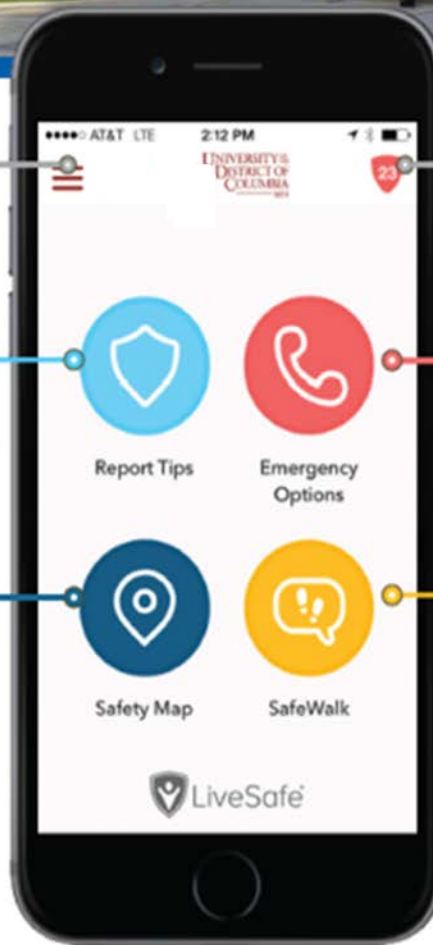 AT&T LTE 2:12 PM
UNIVERSITY OF THE
DISTRICT OF
COLUMBIA
23
Report Tips
Emergency
Options
Safety Map
SafeWalk
LiveSafe